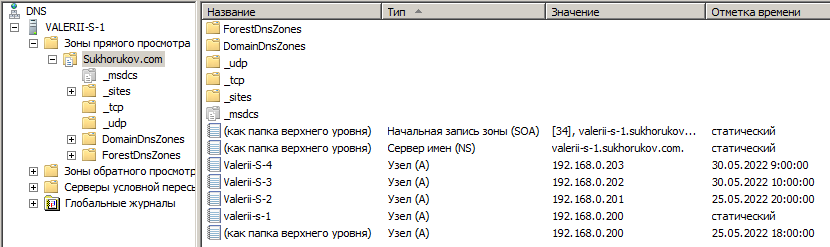 DNS
VALERII-S-1
Зоны прямого просмотра
Sukhorukov.com
_msdcs
_sites
_tcp
_udp
DomainDnsZones
ForestDnsZones
Зоны обратного просмот
Серверы условной перес
Глобальные журналы
Название Тип Значение Отметка времени
ForestDnsZones
DomainDnsZones
_udp
_tcp
_sites
_msdcs
(как папка верхнего уровня) Начальная запись зоны (SOA) [34], valerii-s-1.sukhorukov... статический
(как папка верхнего уровня) Сервер имен (NS) valerii-s-1.sukhorukov.com. статический
Valerii-S-4 Узел (A) 192.168.0.203 30.05.2022 9:00:00
Valerii-S-3 Узел (A) 192.168.0.202 30.05.2022 10:00:00
Valerii-S-2 Узел (A) 192.168.0.201 25.05.2022 20:00:00
valerii-s-1 Узел (A) 192.168.0.200 статический
(как папка верхнего уровня) Узел (A) 192.168.0.200 25.05.2022 18:00:00